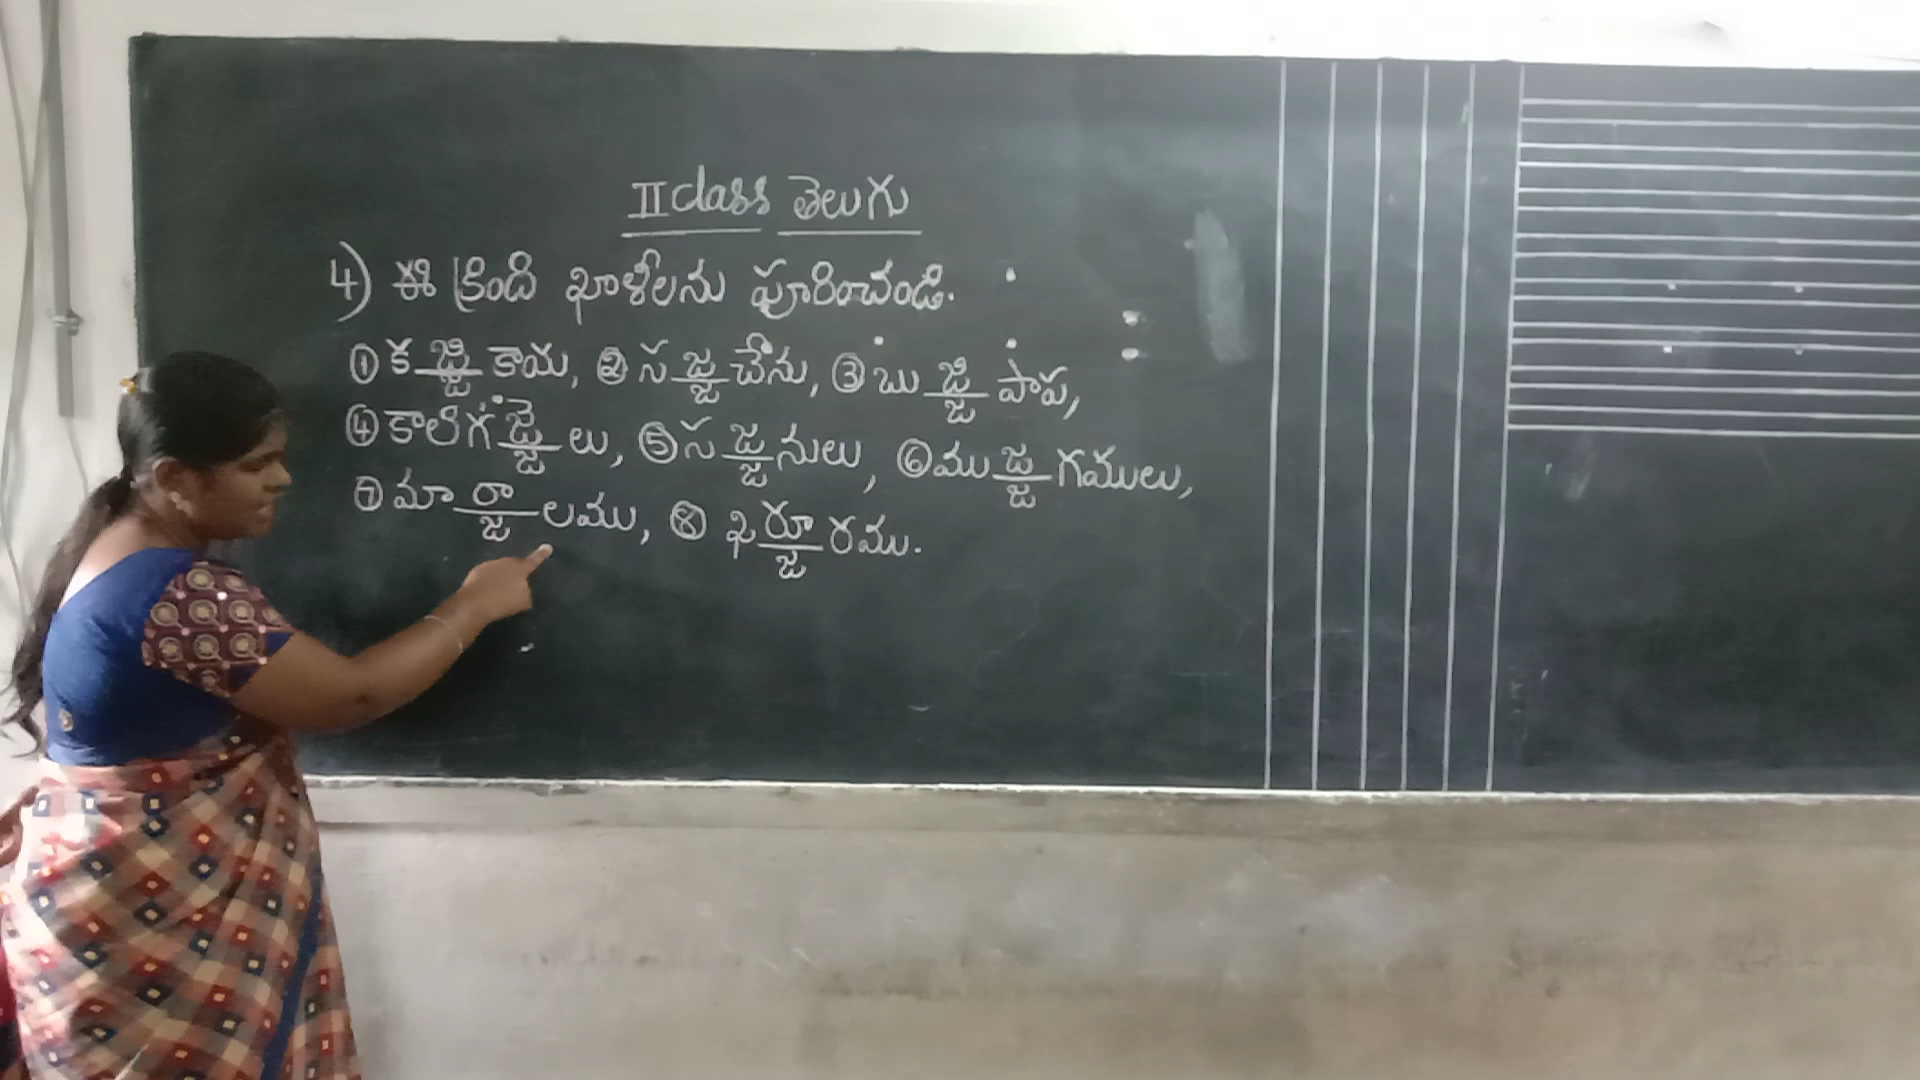 II class తెలుగు
4) ఈ క్రింది ఖాళీలను పూరించండి.
① కజ్జికాయ, ② సజ్జచేను, ③ బుజ్జి పాప,
④ కాలిగజ్జెలు, ⑤ సజ్జనులు, ⑥ ముజ్జగములు,
⑦ మార్జాలము, ⑧ ఖర్జూరము.